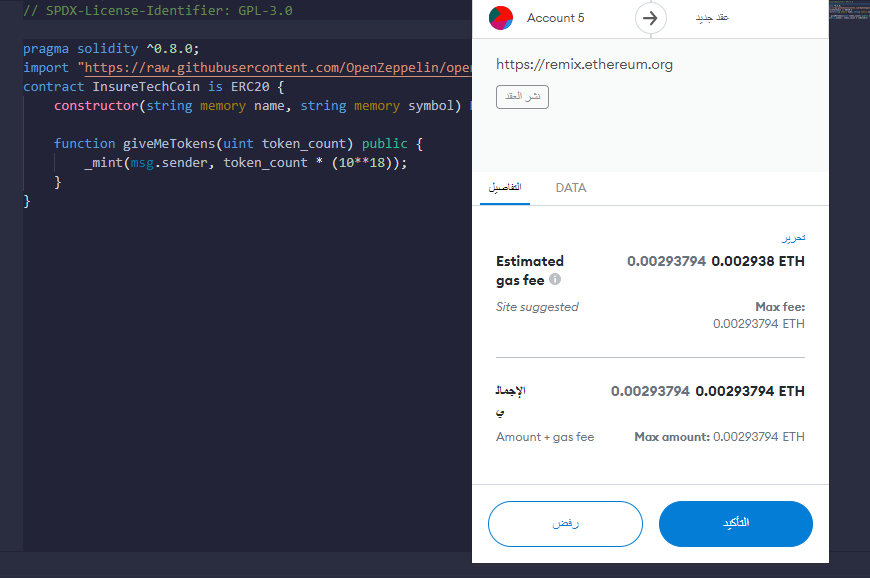 // SPDX-License-Identifier: GPL-3.0
pragma solidity ^0.8.0;
import "https://raw.githubusercontent.com/OpenZeppelin/ope
contract InsureTechCoin is ERC20 {
constructor(string memory name, string memory symbol)
function giveMeTokens(uint token_count) public {
_mint(msg.sender, token_count * (10**18));
}
}
Account 5
عقد جديد
https://remix.ethereum.org
نشر العقد
التفاصيل
DATA
تحرير
Estimated gas fee 0.00293794 0.002938 ETH
Site suggested
Max fee:
0.00293794 ETH
الإجمالي 0.00293794 0.00293794 ETH
Amount + gas fee Max amount: 0.00293794 ETH
رفض
التأكيد